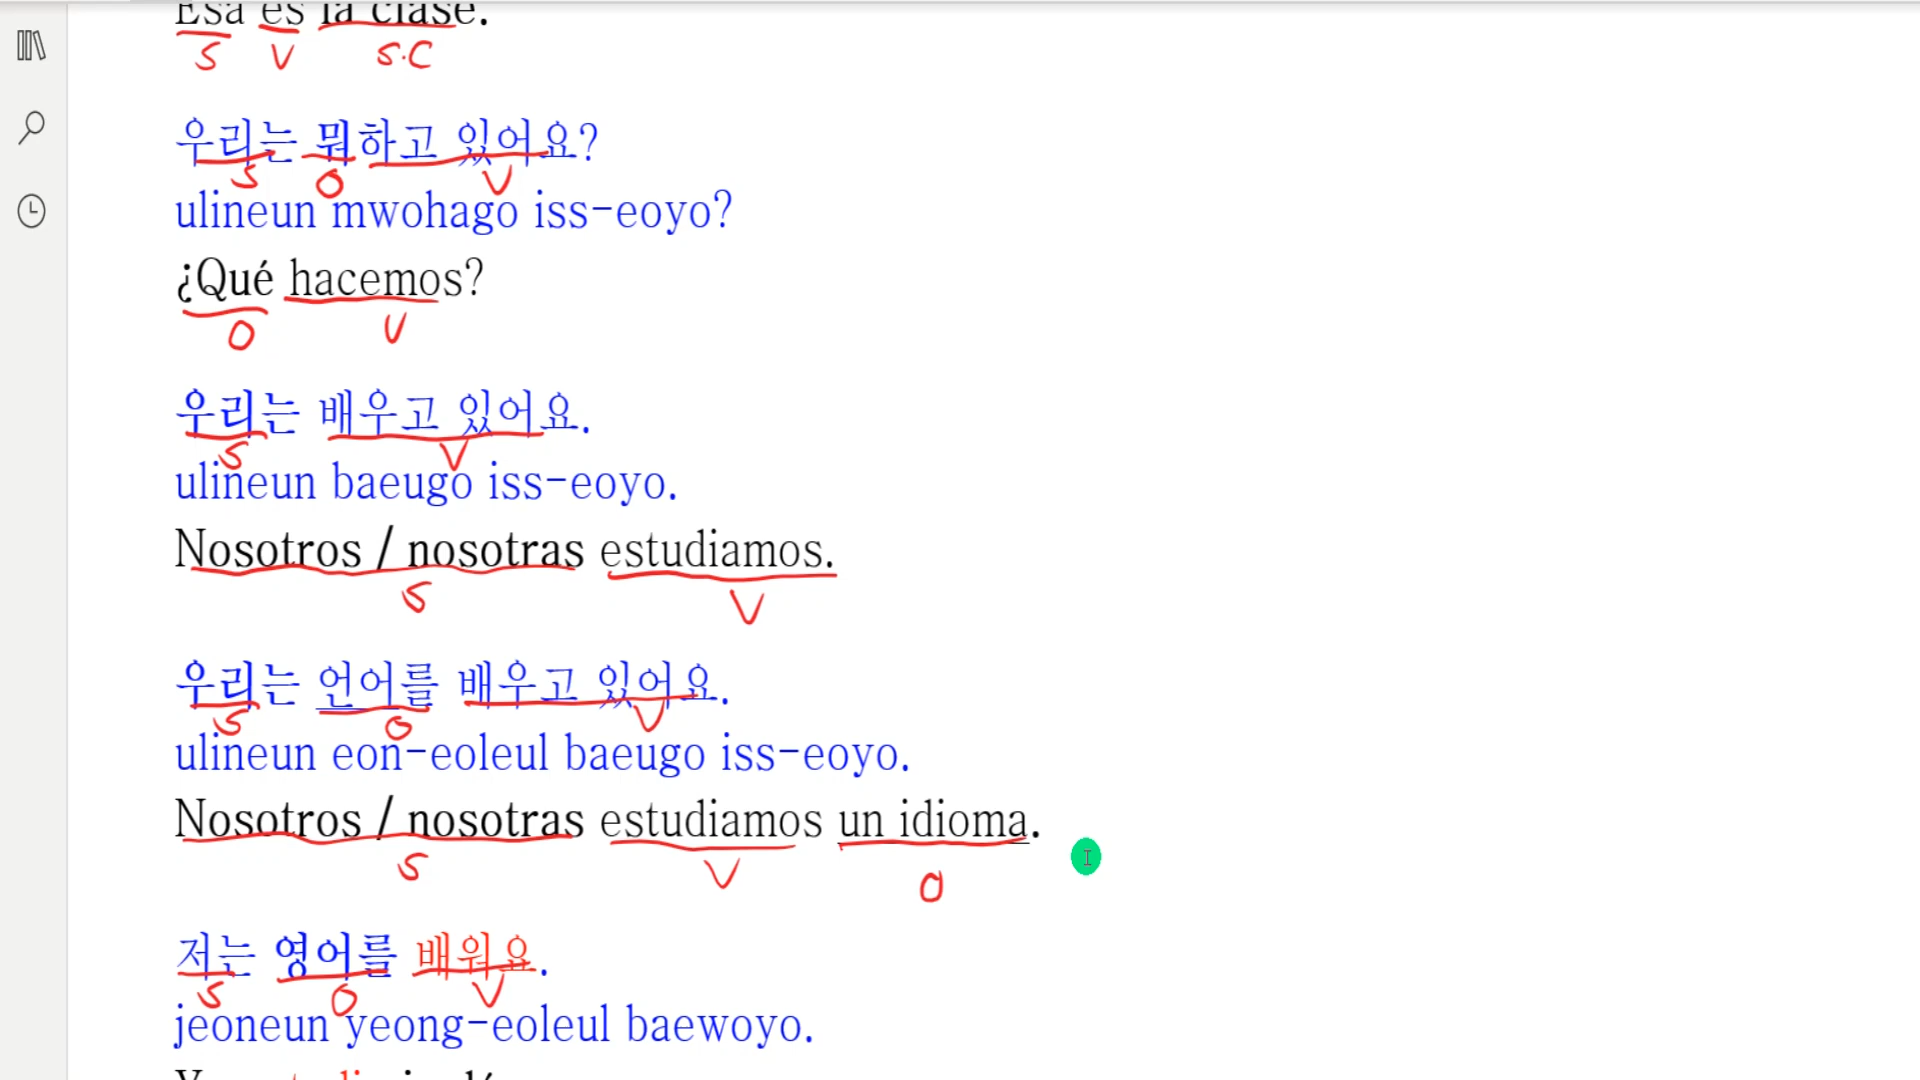 Esa es la clase.
S V S.C
우리는 뭐하고 있어요?
S O V
ulineun mwohago iss-eoyo?
¿Qué hacemos?
O V
우리는 배우고 있어요.
S V
ulineun baeugo iss-eoyo.
Nosotros / nosotras estudiamos.
S V
우리는 언어를 배우고 있어요.
S O V
ulineun eon-eoleul baeugo iss-eoyo.
Nosotros / nosotras estudiamos un idioma.
S V O
저는 영어를 배워요.
S O V
jeoneun yeong-eoleul baewoyo.